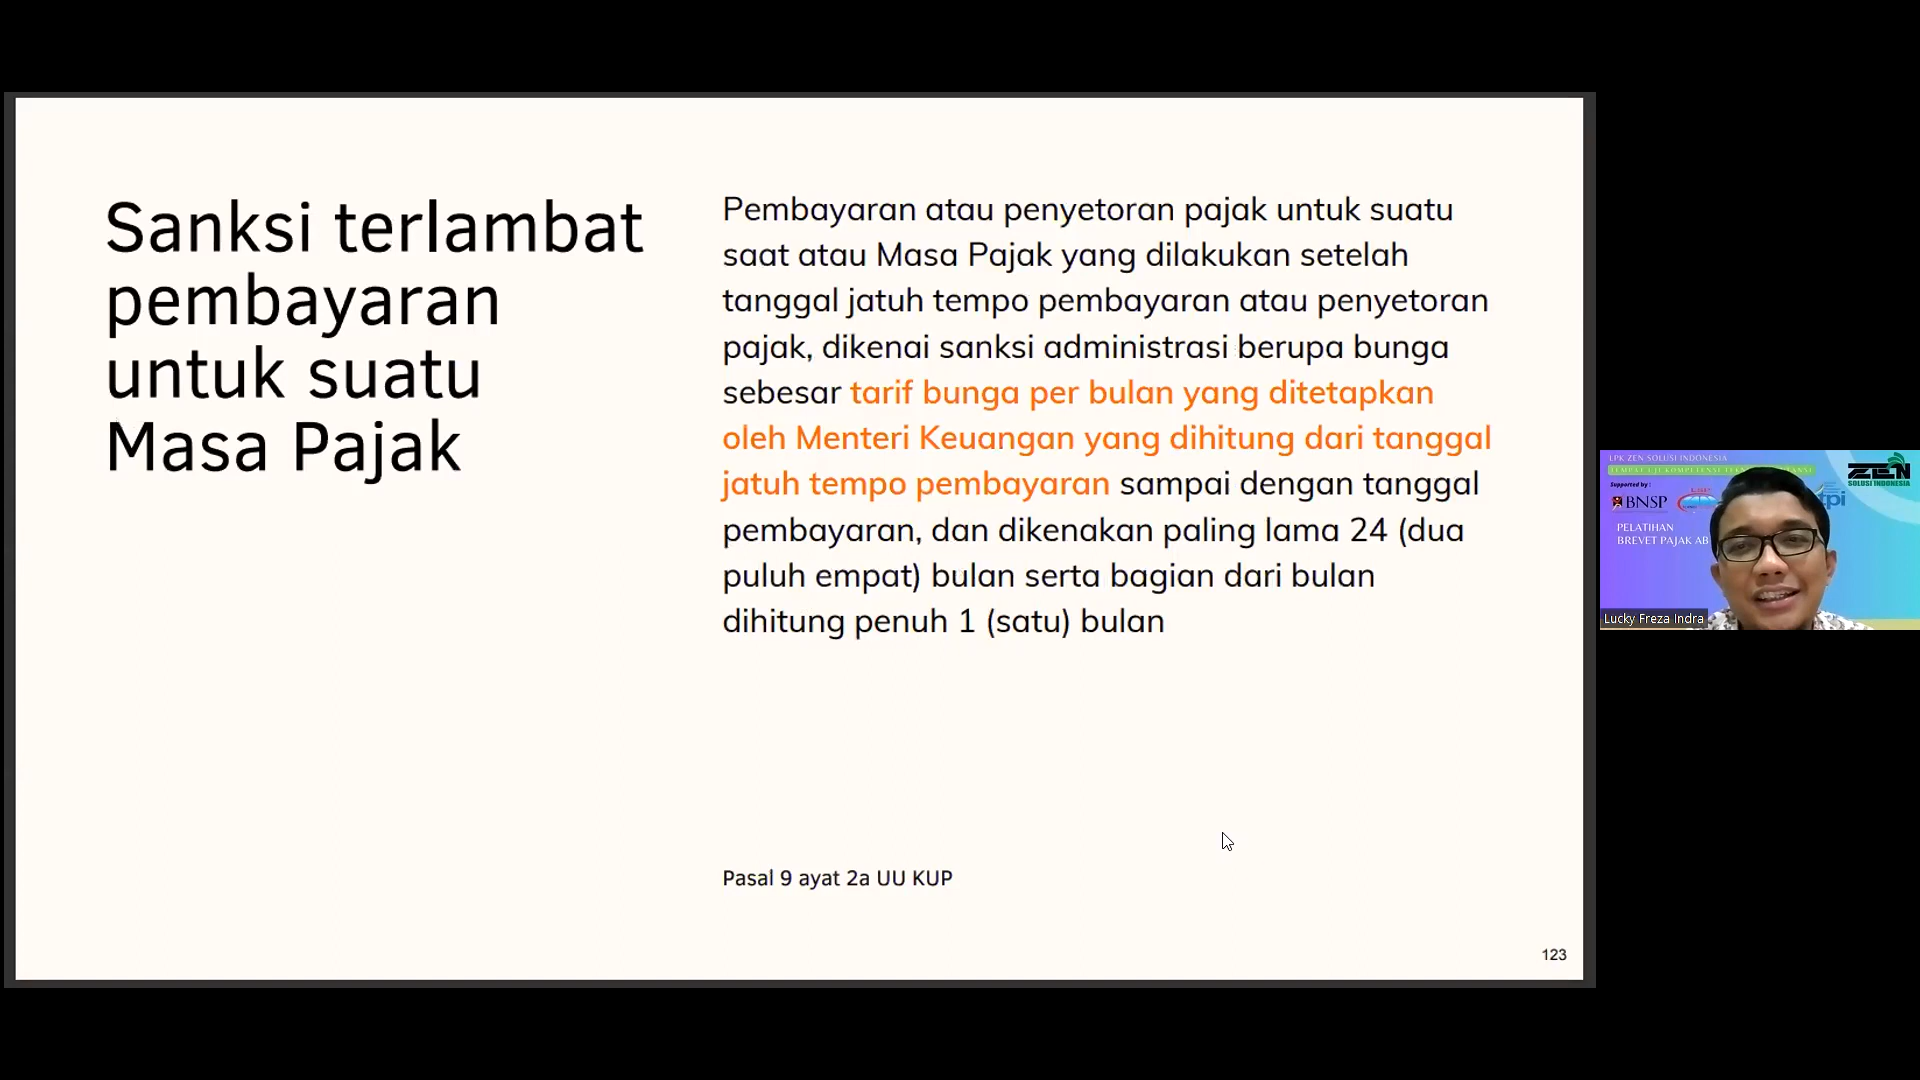 Sanksi terlambat
pembayaran
untuk suatu
Masa Pajak
Pembayaran atau penyetoran pajak untuk suatu
saat atau Masa Pajak yang dilakukan setelah
tanggal jatuh tempo pembayaran atau penyetoran
pajak, dikenai sanksi administrasi berupa bunga
sebesar tarif bunga per bulan yang ditetapkan
oleh Menteri Keuangan yang dihitung dari tanggal
jatuh tempo pembayaran sampai dengan tanggal
pembayaran, dan dikenakan paling lama 24 (dua
puluh empat) bulan serta bagian dari bulan
dihitung penuh 1 (satu) bulan
Pasal 9 ayat 2a UU KUP
123
LPK ZEN SOLUSI INDONESIA
ZEN
SOLUSI INDONESIA
Supported by :
BNSP
PELATIHAN
BREVET PAJAK AB
Lucky Freza Indra